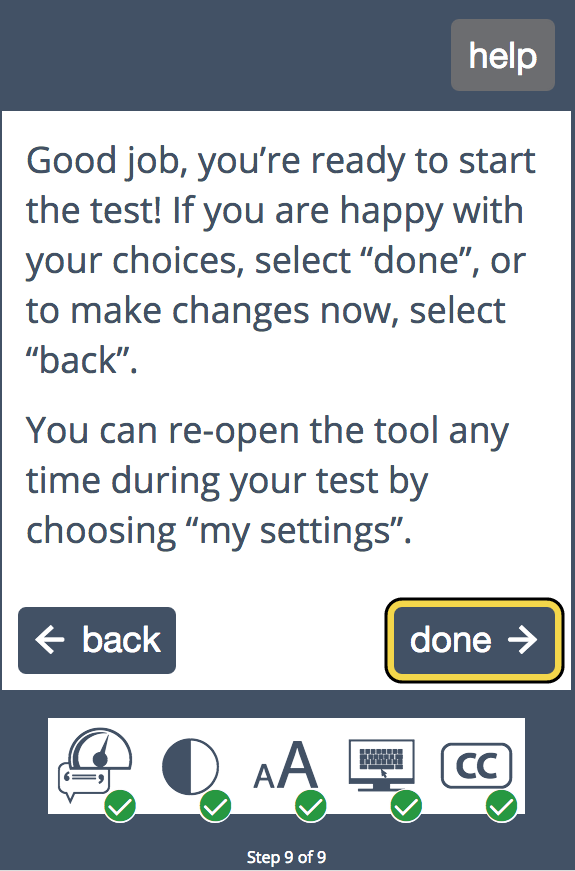 help
Good job, you’re ready to start
the test! If you are happy with
your choices, select “done”, or
to make changes now, select
“back”.
You can re-open the tool any
time during your test by
choosing “my settings”.
← back
done →
AA
CC
Step 9 of 9